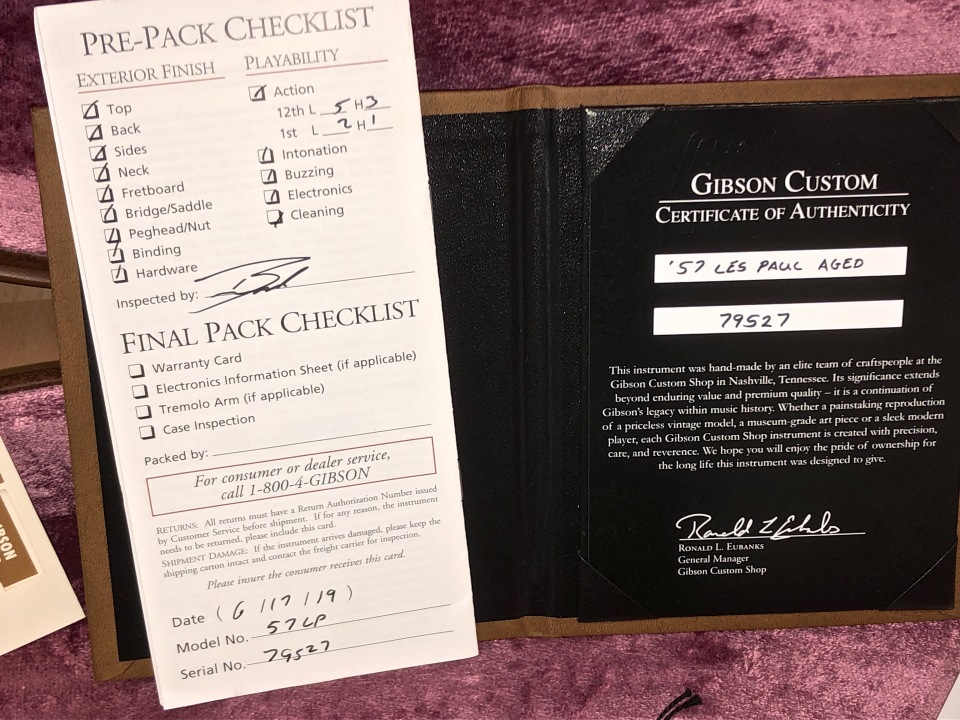 PRE-PACK CHECKLIST
EXTERIOR FINISH
Top
Back
Sides
Neck
Fretboard
Bridge/Saddle
Peghead/Nut
Binding
Hardware
PLAYABILITY
Action
12th L 5 H 3
1st L 2 H 1
Intonation
Buzzing
Electronics
Cleaning
Inspected by:
FINAL PACK CHECKLIST
Warranty Card
Electronics Information Sheet (if applicable)
Tremolo Arm (if applicable)
Case Inspection
Packed by:
For consumer or dealer service,
call 1-800-4-GIBSON
RETURNS: All returns must have a Return Authorization Number issued
by Customer Service before shipment. If for any reason, the instrument
needs to be returned, please include this card.
SHIPMENT DAMAGE: If the instrument arrives damaged, please keep the
shipping carton intact and contact the freight carrier for inspection.
Please insure the consumer receives this card.
Date (6/17/19)
Model No. 57LP
Serial No. 79527
GIBSON CUSTOM
CERTIFICATE OF AUTHENTICITY
'57 LES PAUL AGED
79527
This instrument was hand-made by an elite team of craftspeople at the
Gibson Custom Shop in Nashville, Tennessee. Its significance extends
beyond enduring value and premium quality – it is a continuation of
Gibson's legacy within music history. Whether a painstaking reproduction
of a priceless vintage model, a museum-grade art piece or a sleek modern
player, each Gibson Custom Shop instrument is created with precision,
care, and reverence. We hope you will enjoy the pride of ownership for
the long life this instrument was designed to give.
Ronald L Eubanks
RONALD L. EUBANKS
General Manager
Gibson Custom Shop